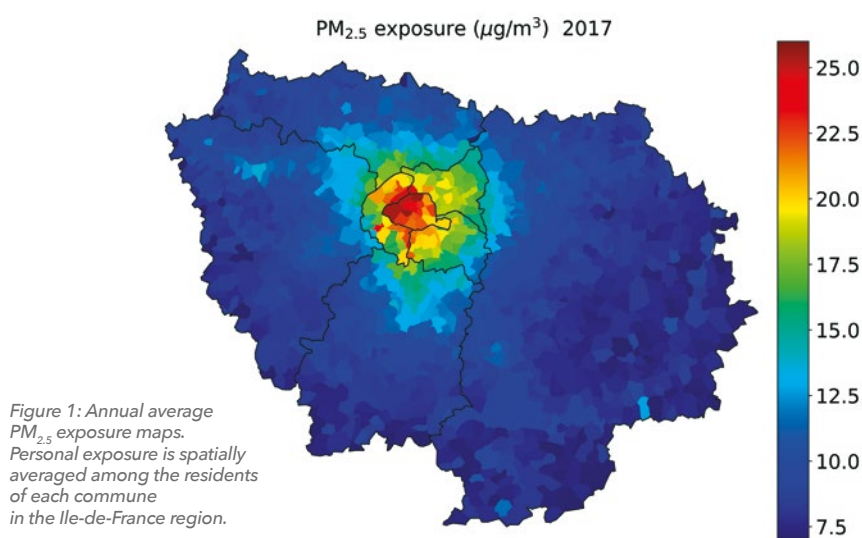 PM2.5 exposure (µg/m³) 2017
25.0
22.5
20.0
17.5
15.0
12.5
10.0
7.5
Figure 1: Annual average
PM2.5 exposure maps.
Personal exposure is spatially
averaged among the residents
of each commune
in the Ile-de-France region.